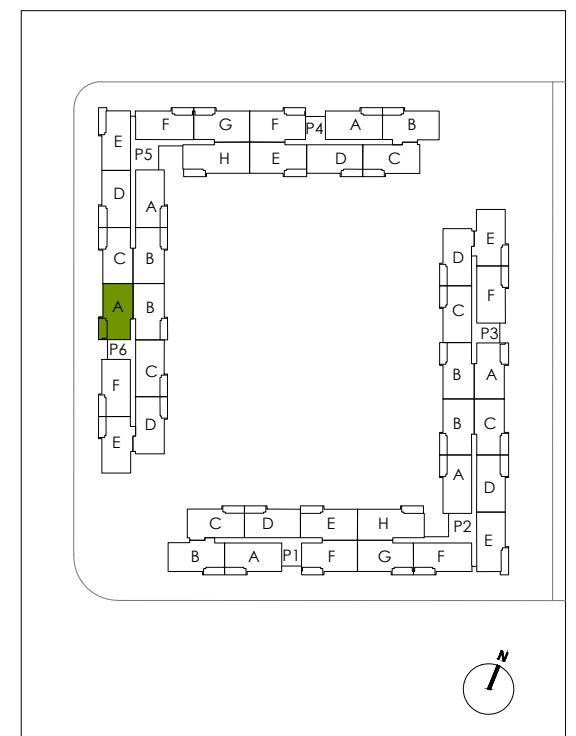 F G F P4 A B
E P5 H E D C
D A
C B
A B
P6
F C
E D
E
D
F
C
P3
B A
B C
A D
C D E H P2 E
B A P1 F G F
N